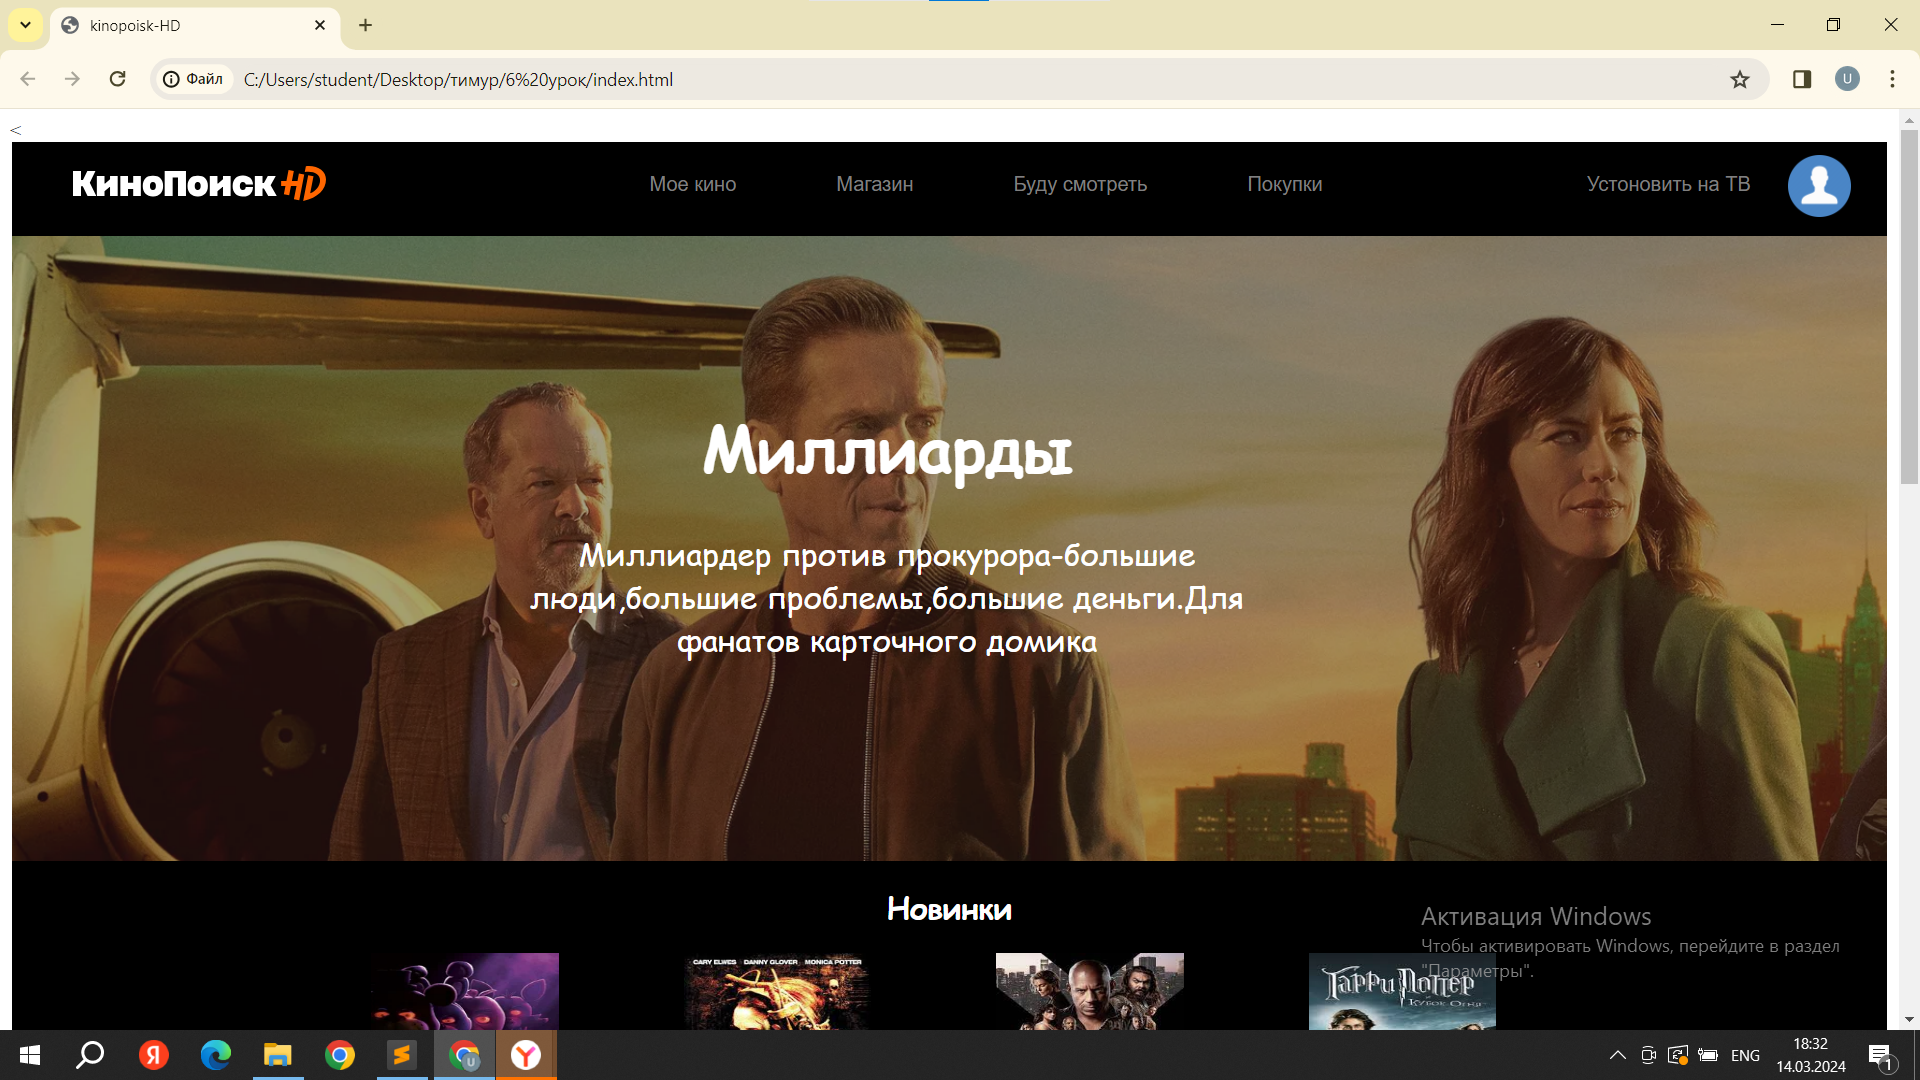 kinopoisk-HD
Файл
C:/Users/student/Desktop/тимур/6%20урок/index.html
U
<
КиноПоиск HD
Мое кино
Магазин
Буду смотреть
Покупки
Устоновить на ТВ
Миллиарды
Миллиардер против прокурора-большие
люди,большие проблемы,большие деньги.Для
фанатов карточного домика
Новинки
Активация Windows
Чтобы активировать Windows, перейдите в раздел
"Параметры".
CARY ELWES DANNY GLOVER MONICA POTTER
Гарри Поттер
и Кубок Огня
Я
U
Y
ENG
18:32
14.03.2024
1